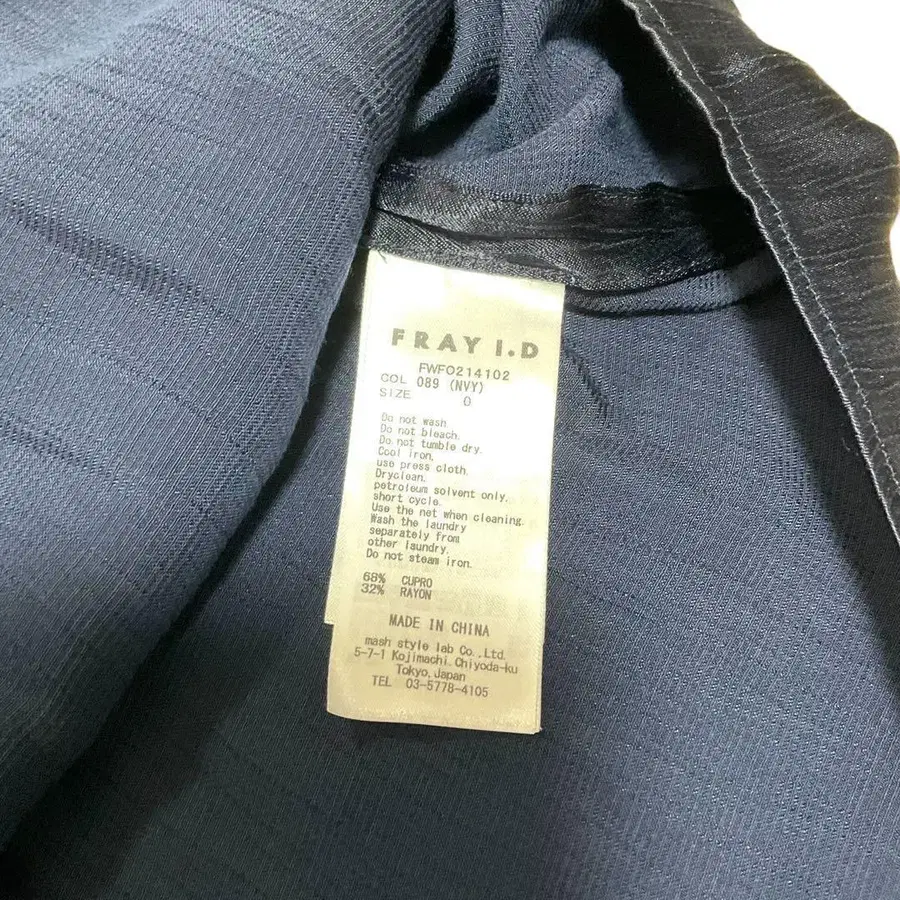 FRAY I.D
FWFO214102
COL 089 (NVY)
SIZE 0
Do not wash.
Do not bleach.
Do not tumble dry.
Cool iron,
use press cloth.
Dryclean,
petroleum solvent only,
short cycle.
Use the net when cleaning.
Wash the laundry
separately from
other laundry.
Do not steam iron.
68% CUPRO
32% RAYON
MADE IN CHINA
mash style lab Co.,Ltd.
5-7-1 Kojimachi.Chiyoda-ku
Tokyo,Japan
TEL 03-5778-4105